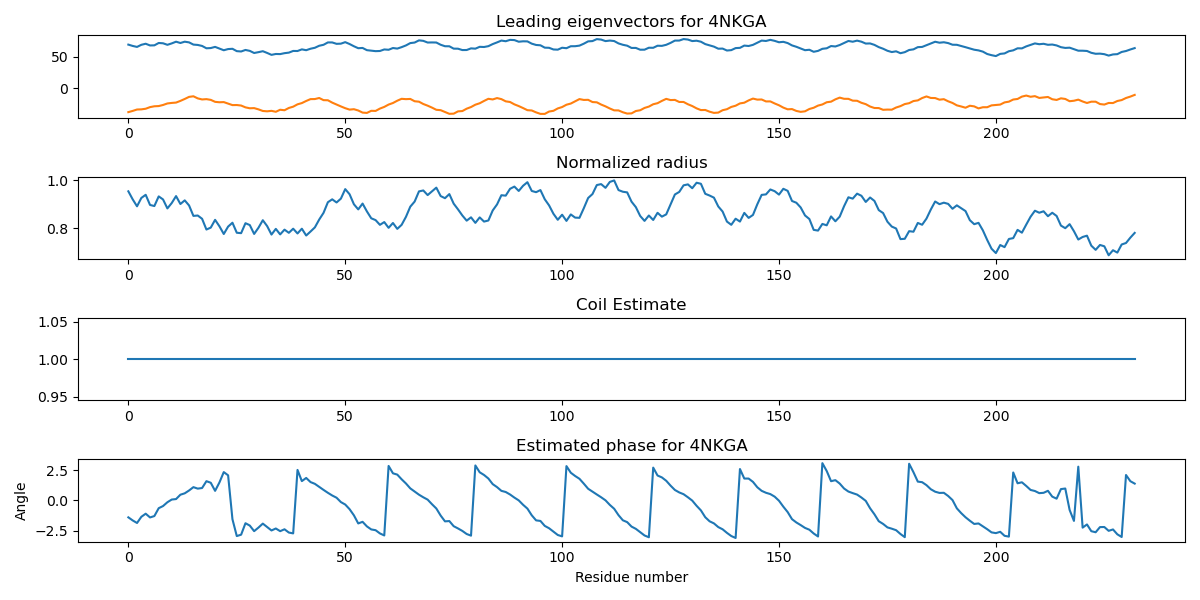 Leading eigenvectors for 4NKGA
50
0
0 50 100 150 200
Normalized radius
1.0
0.8
0 50 100 150 200
Coil Estimate
1.05
1.00
0.95
0 50 100 150 200
Estimated phase for 4NKGA
Angle
2.5
0.0
−2.5
0 50 100 150 200
Residue number